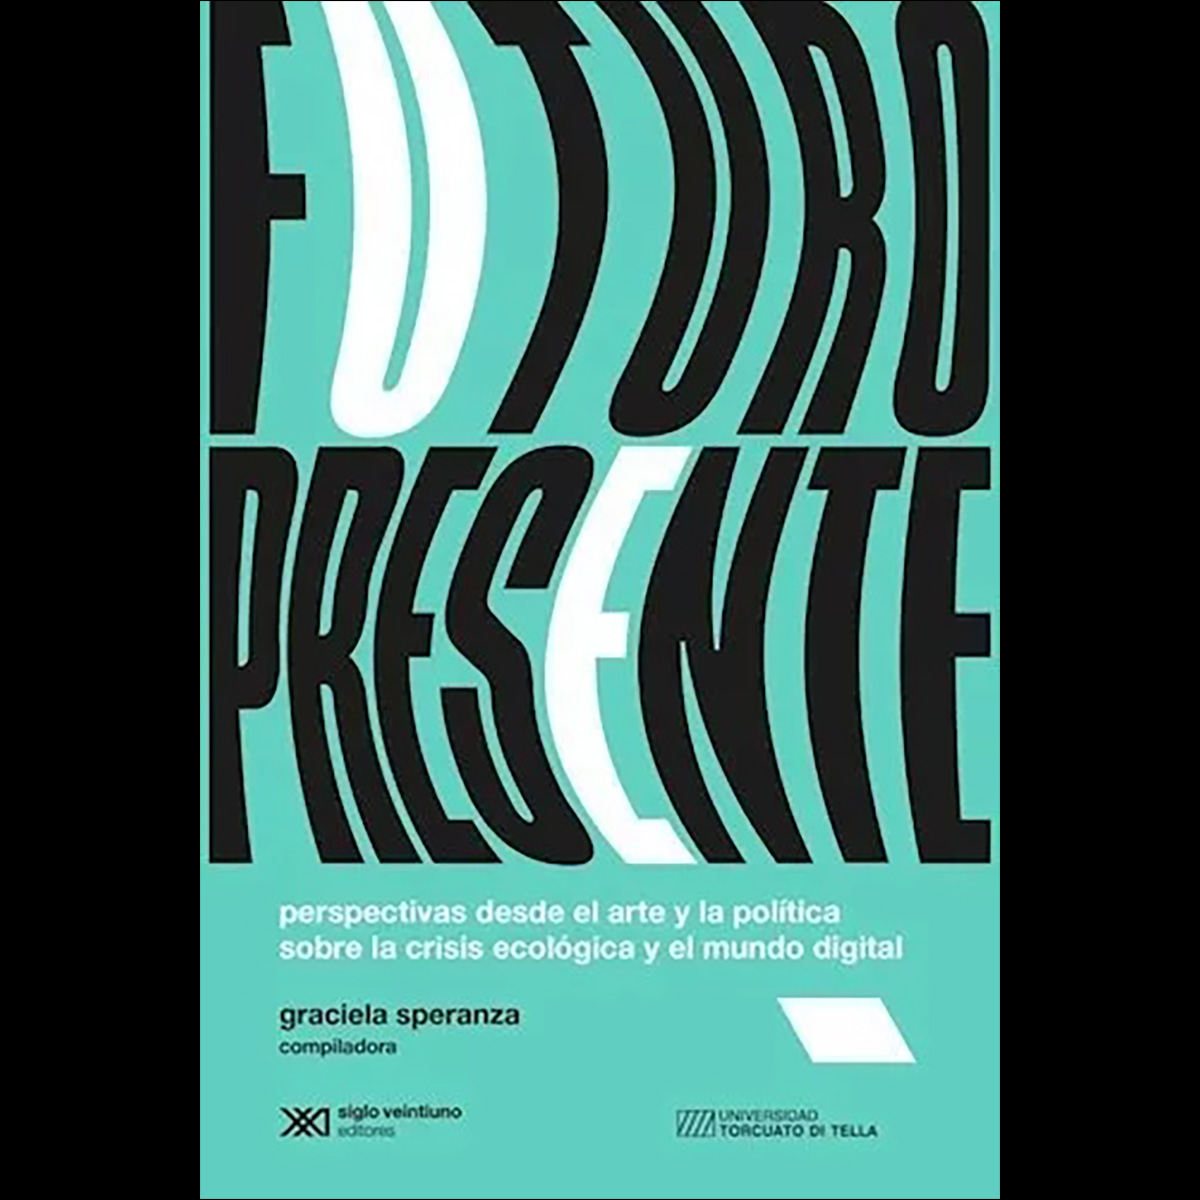 FUTURO
PRESENTE
perspectivas desde el arte y la política
sobre la crisis ecológica y el mundo digital
graciela speranza
compiladora
siglo veintiuno
editores
UNIVERSIDAD
TORCUATO DI TELLA